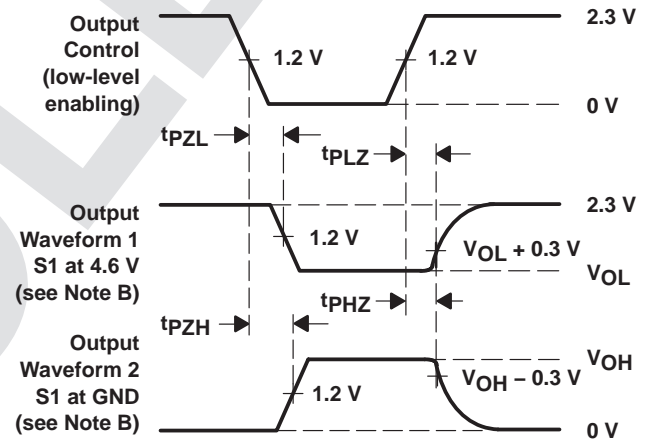 Output
Control
(low-level
enabling)
2.3 V
1.2 V
1.2 V
0 V
tPZL
tPLZ
Output
Waveform 1
S1 at 4.6 V
(see Note B)
2.3 V
1.2 V
VOL + 0.3 V
VOL
tPZH
tPHZ
Output
Waveform 2
S1 at GND
(see Note B)
VOH
1.2 V
VOH – 0.3 V
0 V